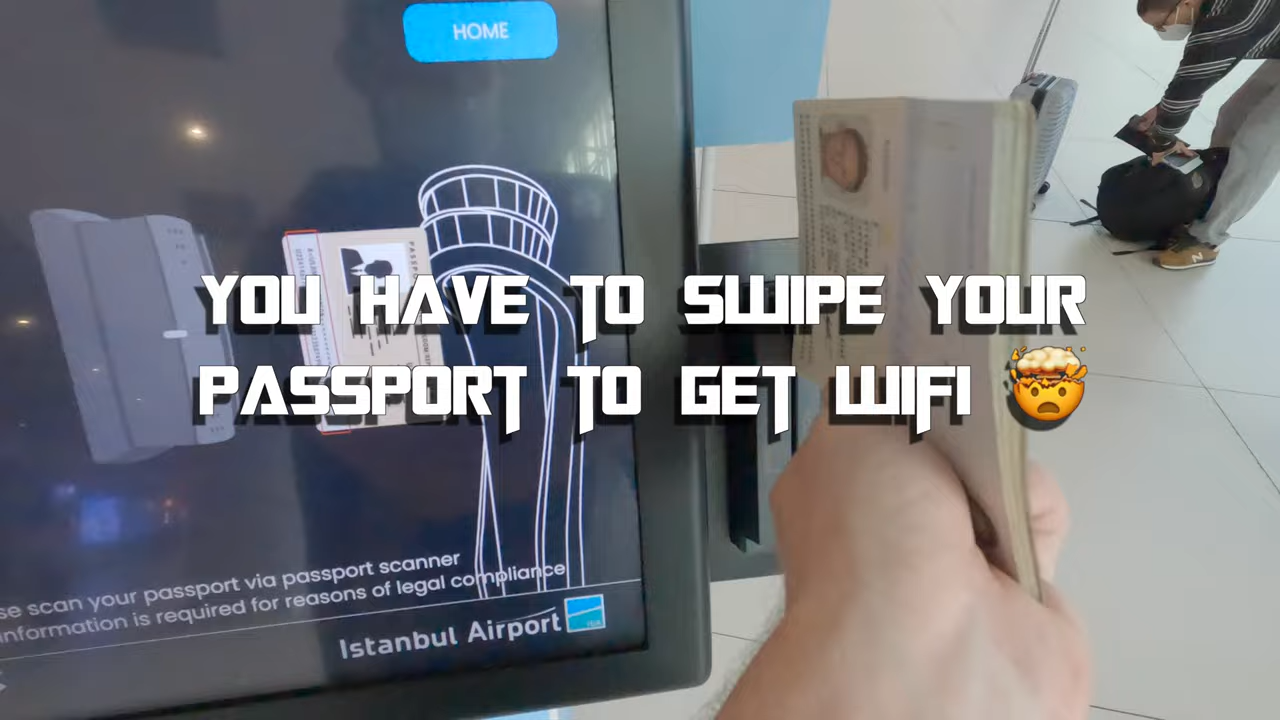 HOME
YOU HAVE TO SWIPE YOUR
PASSPORT TO GET WIFI 🤯
se scan your passport via passport scanner
information is required for reasons of legal compliance
Istanbul Airport